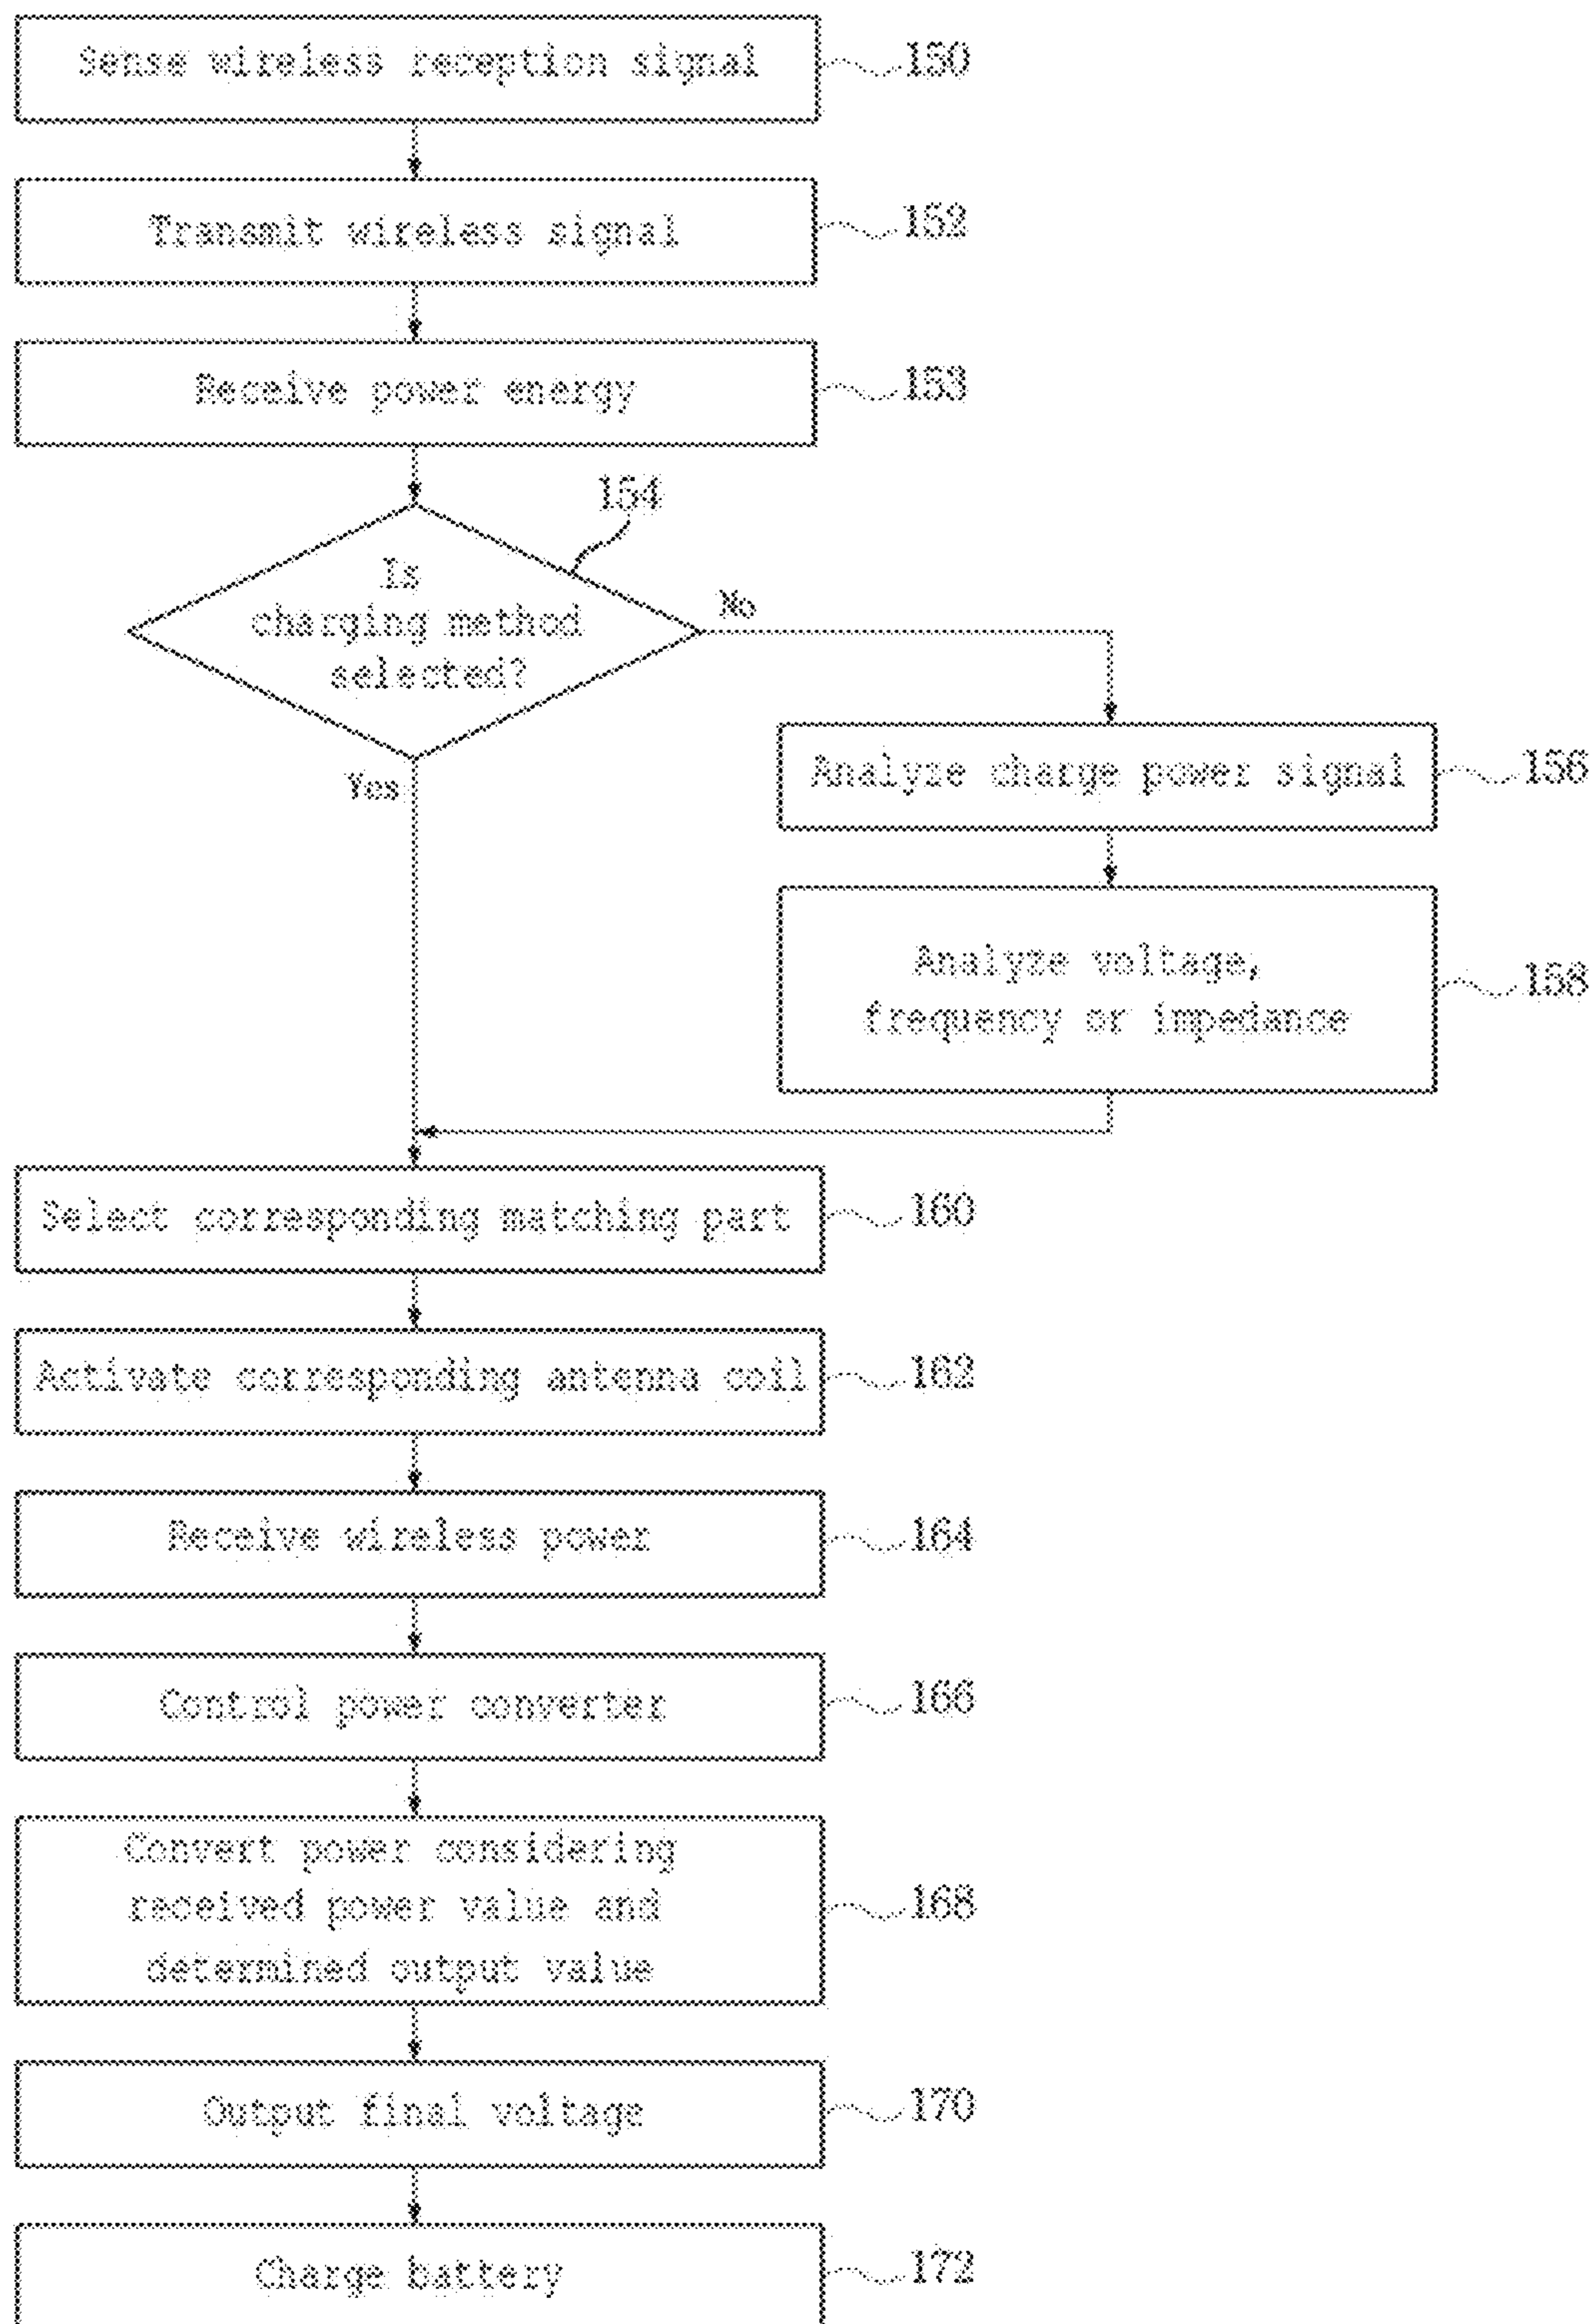 Sense wireless reception signal
150
Transmit wireless signal
152
Receive power energy
153
154
Is
charging method
selected?
No
Yes
Analyze charge power signal
156
Analyze voltage,
frequency or impedance
158
Select corresponding matching part
160
Activate corresponding antenna coil
162
Receive wireless power
164
Control power converter
166
Convert power considering
received power value and
determined output value
168
Output final voltage
170
Charge battery
172